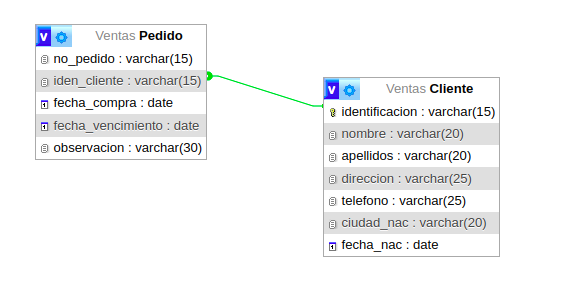 V Ventas Pedido
no_pedido : varchar(15)
iden_cliente : varchar(15)
fecha_compra : date
fecha_vencimiento : date
observacion : varchar(30)
V Ventas Cliente
identificacion : varchar(15)
nombre : varchar(20)
apellidos : varchar(20)
direccion : varchar(25)
telefono : varchar(25)
ciudad_nac : varchar(20)
fecha_nac : date